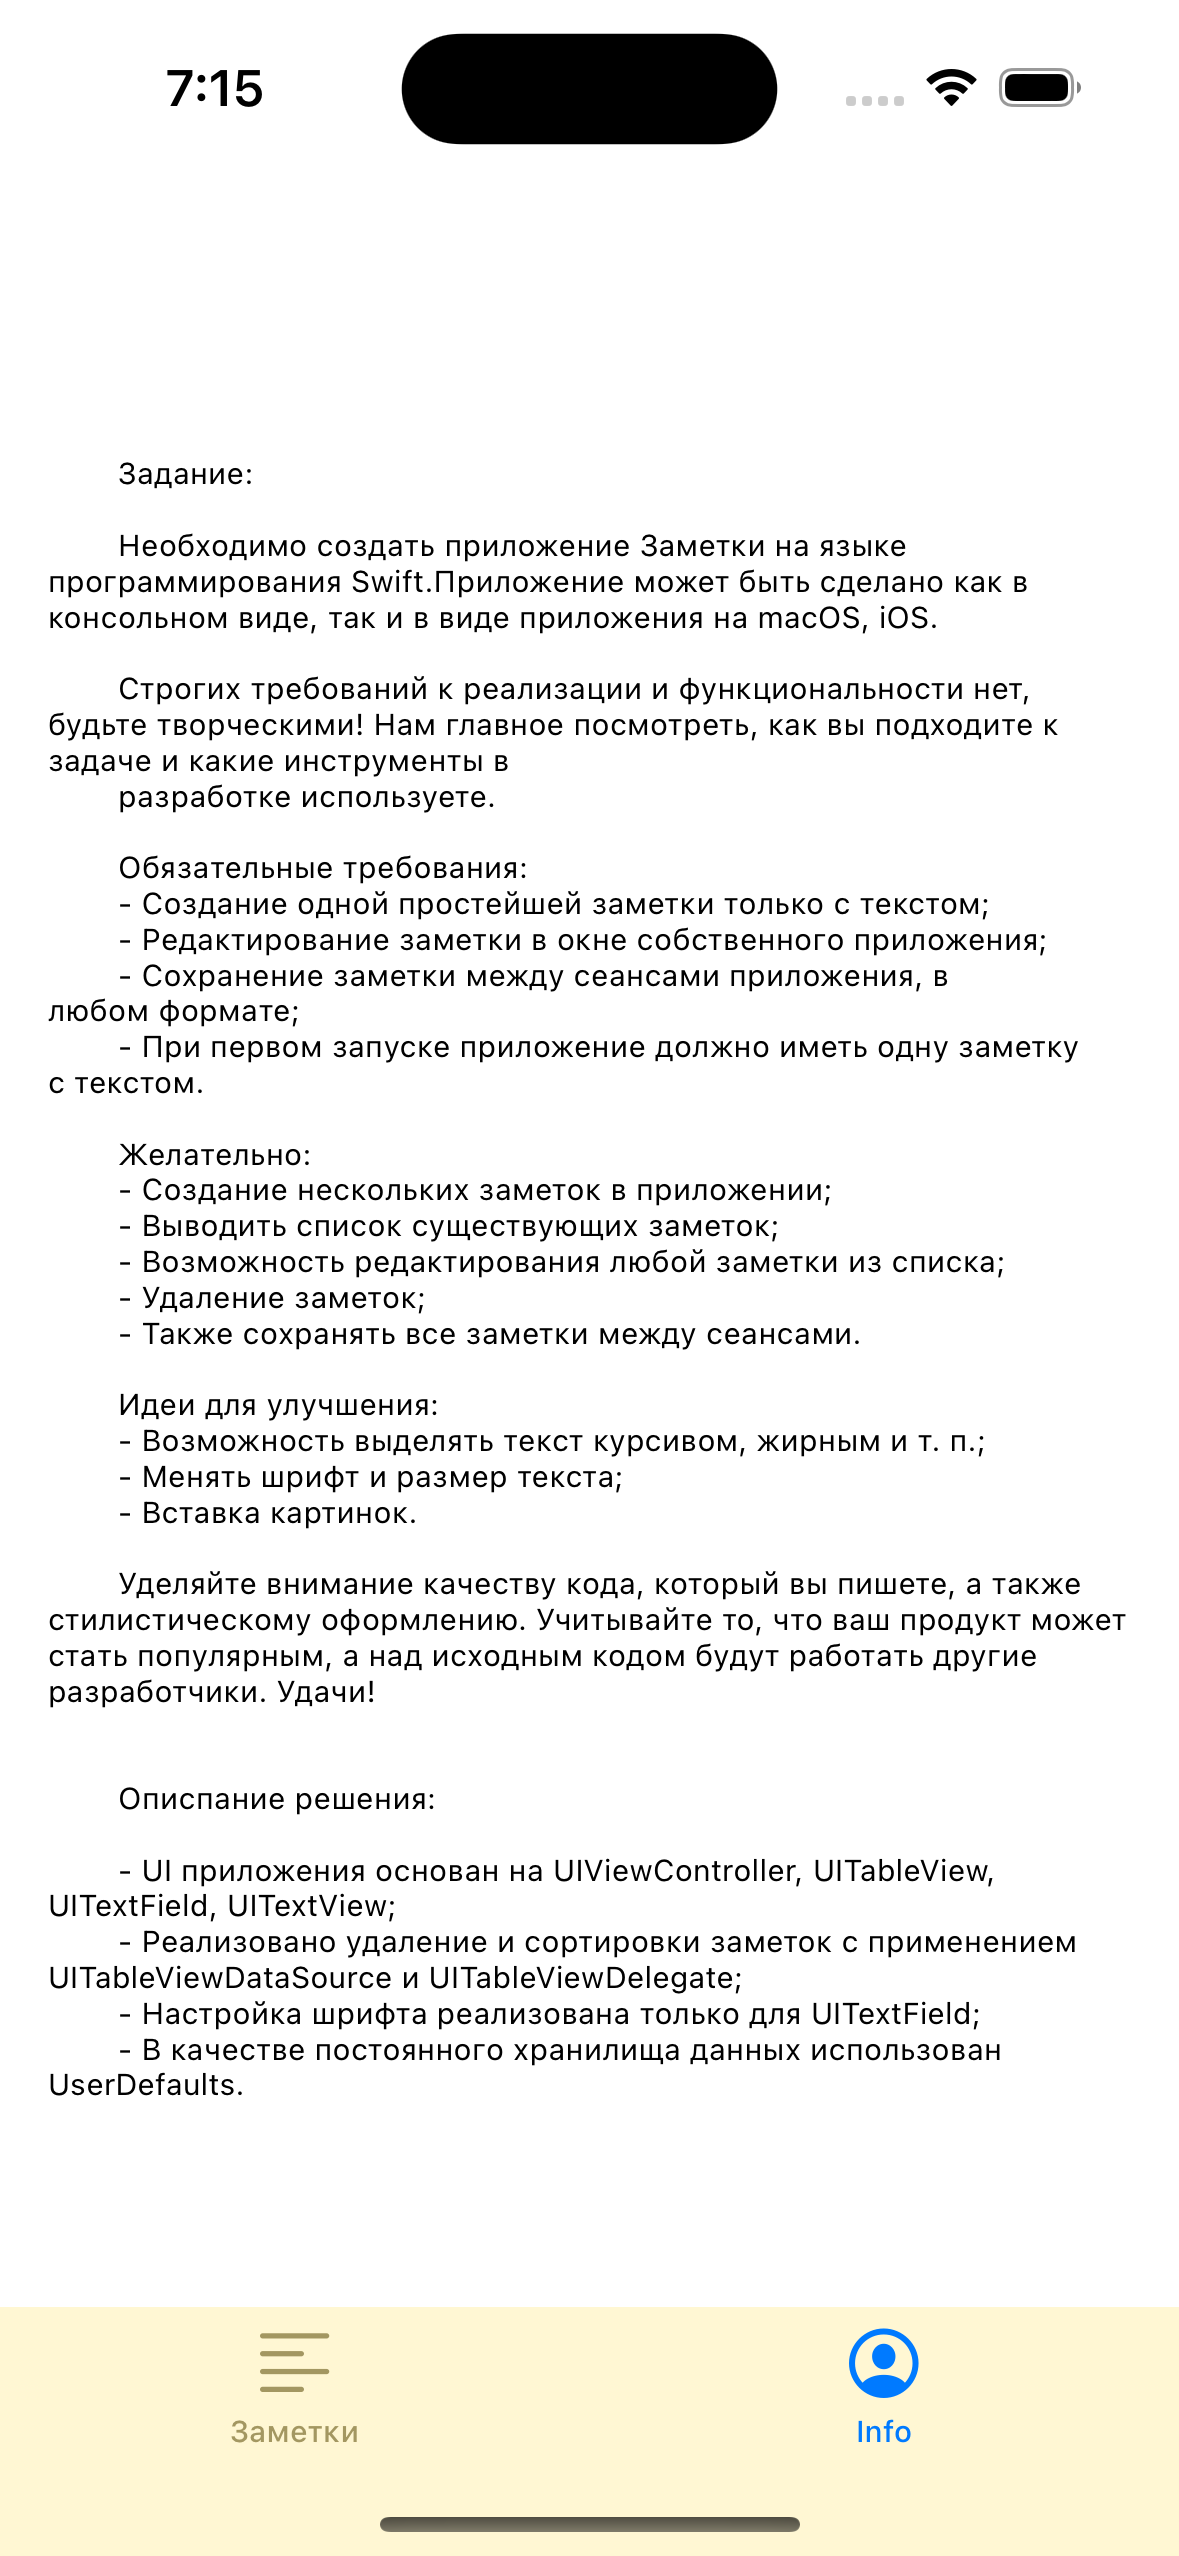 7:15
Задание:
Необходимо создать приложение Заметки на языке
программирования Swift.Приложение может быть сделано как в
консольном виде, так и в виде приложения на macOS, iOS.
Строгих требований к реализации и функциональности нет,
будьте творческими! Нам главное посмотреть, как вы подходите к
задаче и какие инструменты в
разработке используете.
Обязательные требования:
- Создание одной простейшей заметки только с текстом;
- Редактирование заметки в окне собственного приложения;
- Сохранение заметки между сеансами приложения, в
любом формате;
- При первом запуске приложение должно иметь одну заметку
с текстом.
Желательно:
- Создание нескольких заметок в приложении;
- Выводить список существующих заметок;
- Возможность редактирования любой заметки из списка;
- Удаление заметок;
- Также сохранять все заметки между сеансами.
Идеи для улучшения:
- Возможность выделять текст курсивом, жирным и т. п.;
- Менять шрифт и размер текста;
- Вставка картинок.
Уделяйте внимание качеству кода, который вы пишете, а также
стилистическому оформлению. Учитывайте то, что ваш продукт может
стать популярным, а над исходным кодом будут работать другие
разработчики. Удачи!
Описпание решения:
- UI приложения основан на UIViewController, UITableView,
UITextField, UITextView;
- Реализовано удаление и сортировки заметок с применением
UITableViewDataSource и UITableViewDelegate;
- Настройка шрифта реализована только для UITextField;
- В качестве постоянного хранилища данных использован
UserDefaults.
Заметки
Info